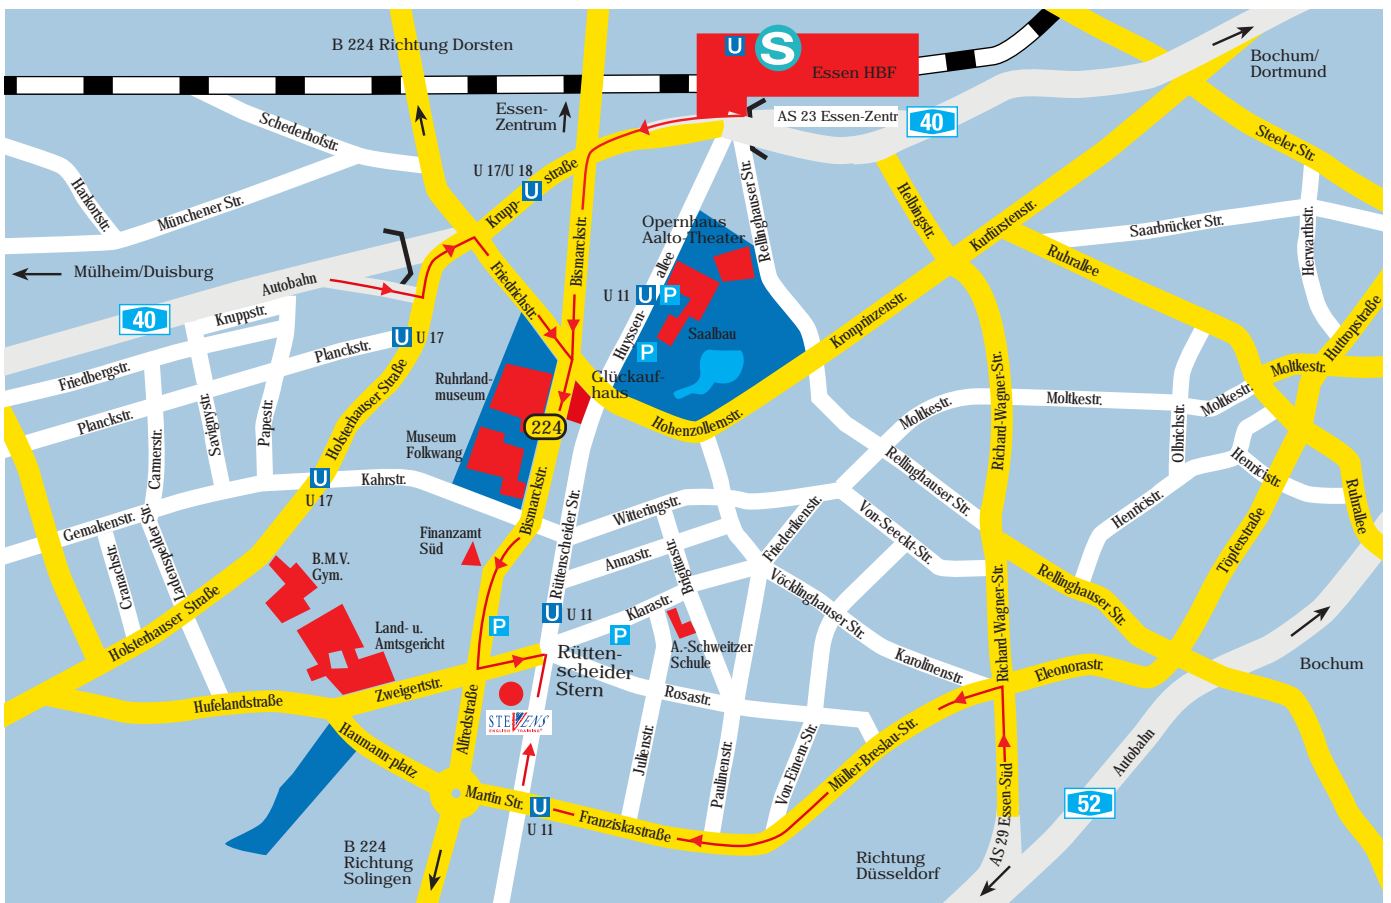 B 224 Richtung Dorsten
U
S
Essen HBF
Bochum/
Dortmund
Essen-
Zentrum
AS 23 Essen-Zentr
40
Schederhofstr.
Steeler Str.
U 17/U 18
U
Krupp-
straße
Harkortstr.
Münchener Str.
Helbingstr.
Kurfürstenstr.
Saarbrücker Str.
Herwarthstr.
Rellinghauser Str.
Opernhaus
Aalto-Theater
Bismarckstr.
Ruhrallee
Mülheim/Duisburg
Autobahn
Friedrichstr.
allee
Huyssen-
U 11
U
P
40
Kruppstr.
U
U 17
Planckstr.
Saalbau
P
Kronprinzenstr.
Huttropstraße
Friedbergstr.
Ruhrland-
museum
Glückauf-
haus
Moltkestr.
Holsterhauser Straße
Planckstr.
Savignystr.
Papestr.
Carmerstr.
224
Hohenzollernstr.
Moltkestr.
Moltkestr.
Moltkestr.
Richard-Wagner-Str.
Olbrichstr.
Museum
Folkwang
U
U 17
Kahrstr.
Bismarckstr.
Rellinghauser Str.
Henricistr.
Henricistr.
Ruhrallee
Gemarkenstr.
Ladenspelder Str.
Cranachstr.
Finanzamt
Süd
Rüttenscheider Str.
Witteringstr.
Annastr.
Brigittastr.
Friederikenstr.
Von-Seeckt-Str.
Töpferstraße
B.M.V.
Gym.
Klarastr.
Vöcklinghauser Str.
Richard-Wagner-Str.
Rellinghauser Str.
Holsterhauser Straße
Land- u.
Amtsgericht
P
U
U 11
P
A.-Schweitzer
Schule
Rütten-
scheider
Stern
Karolinenstr.
Eleonorastr.
Bochum
Zweigertstr.
Hufelandstraße
Rosastr.
STEVENS
ENGLISH TRAINING
Alfredstraße
Haumann-platz
Julienstr.
Paulinenstr.
Von-Einem-Str.
Müller-Breslau-Str.
Autobahn
52
AS 29 Essen-Süd
Martin Str.
U
U 11
Franziskastraße
B 224
Richtung
Solingen
Richtung
Düsseldorf